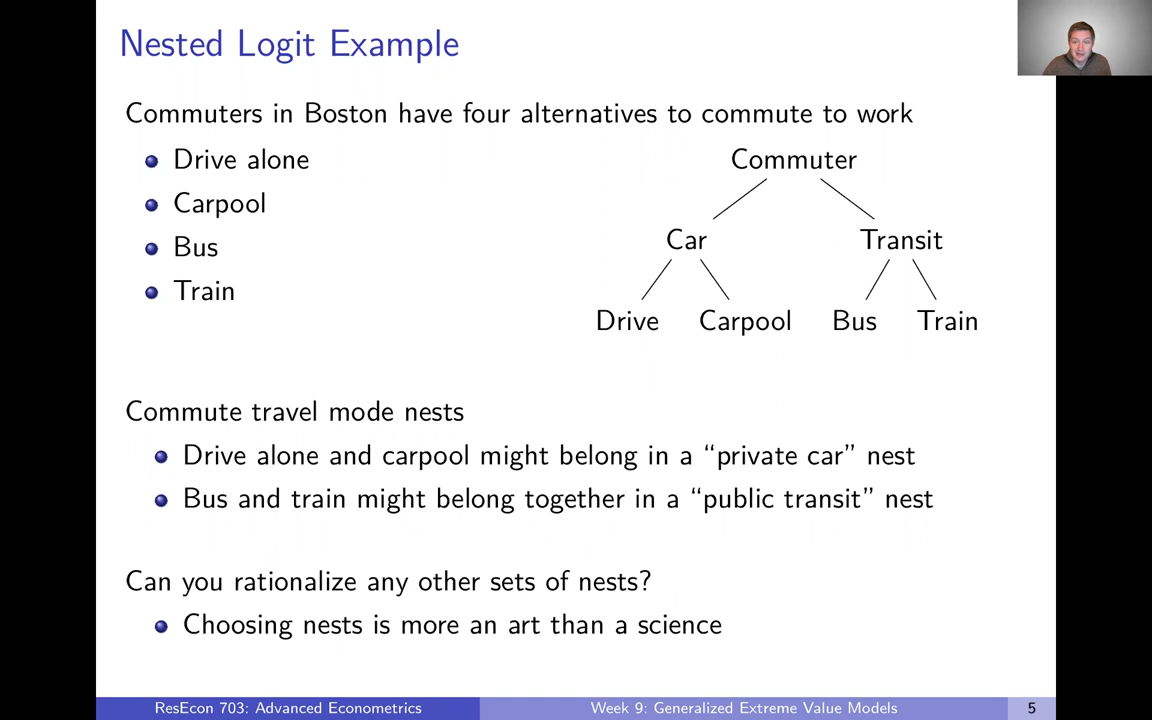 Nested Logit Example
Commuters in Boston have four alternatives to commute to work
Drive alone
Carpool
Bus
Train
Commuter
Car Transit
Drive Carpool Bus Train
Commute travel mode nests
Drive alone and carpool might belong in a “private car” nest
Bus and train might belong together in a “public transit” nest
Can you rationalize any other sets of nests?
Choosing nests is more an art than a science
ResEcon 703: Advanced Econometrics Week 9: Generalized Extreme Value Models 5